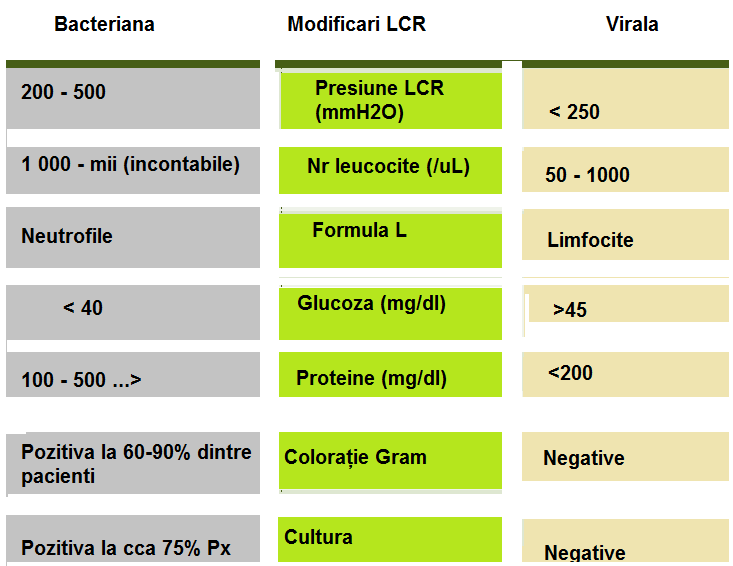 Bacteriana Modificari LCR Virala
200 - 500 Presiune LCR (mmH2O) < 250
1 000 - mii (incontabile) Nr leucocite (/uL) 50 - 1000
Neutrofile Formula L Limfocite
< 40 Glucoza (mg/dl) >45
100 - 500 ...> Proteine (mg/dl) <200
Pozitiva la 60-90% dintre pacienti Colorație Gram Negative
Pozitiva la cca 75% Px Cultura Negative